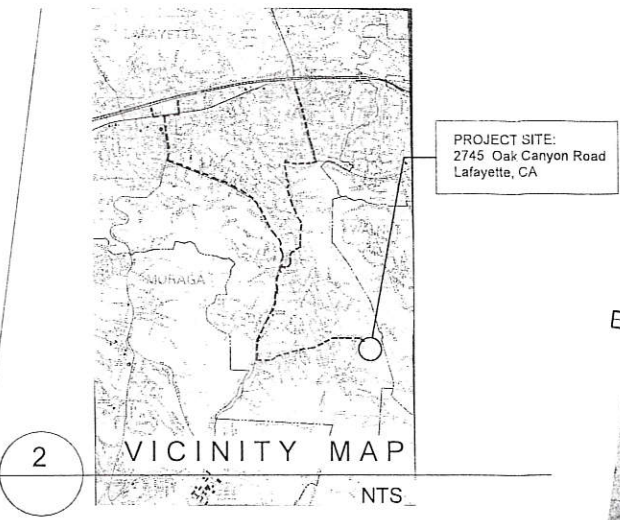 LAFAYETTE
PROJECT SITE:
2745 Oak Canyon Road
Lafayette, CA
MORAGA
2
VICINITY MAP
NTS